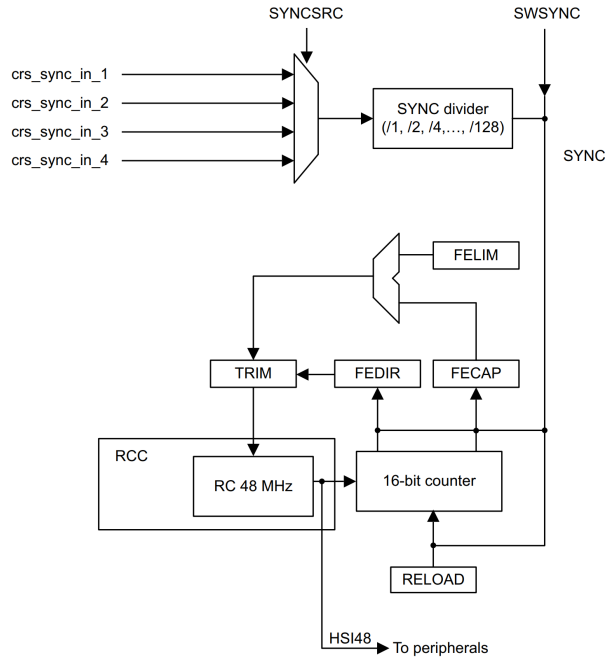 SYNCSRC
SWSYNC
crs_sync_in_1
crs_sync_in_2
crs_sync_in_3
crs_sync_in_4
SYNC divider
(/1, /2, /4,…, /128)
SYNC
FELIM
TRIM
FEDIR
FECAP
RCC
RC 48 MHz
16-bit counter
RELOAD
HSI48
To peripherals